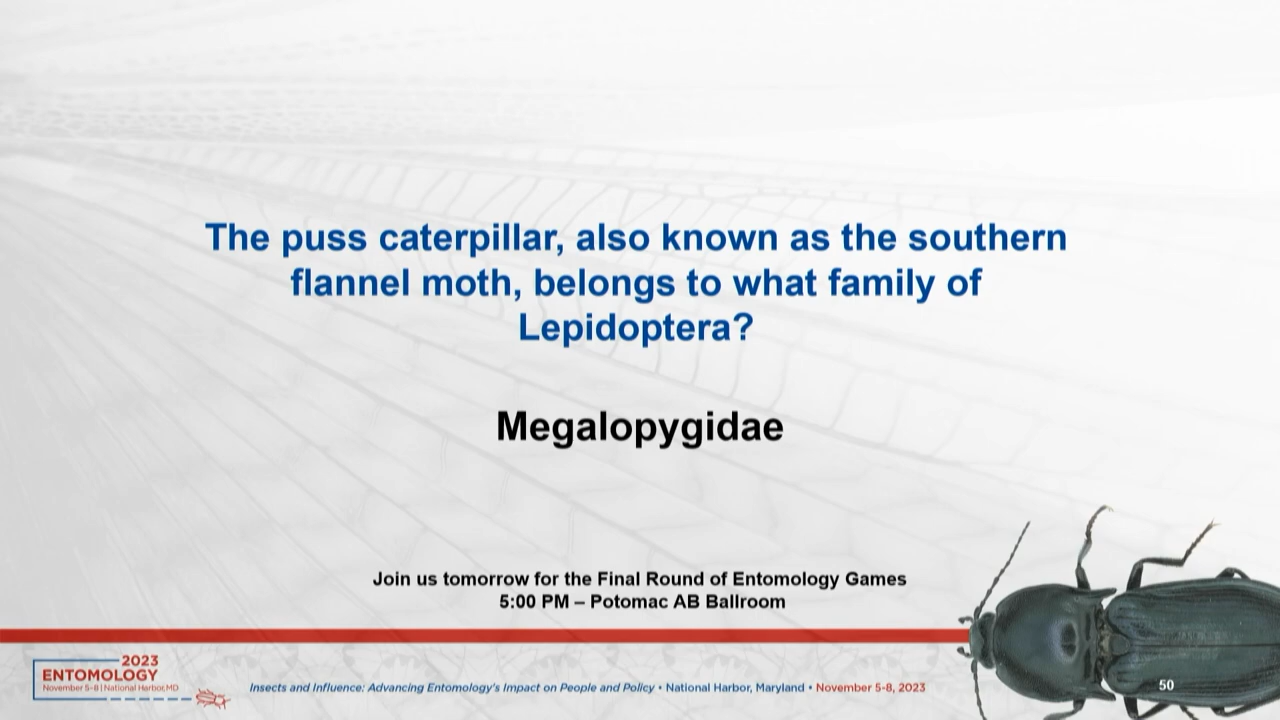 The puss caterpillar, also known as the southern
flannel moth, belongs to what family of
Lepidoptera?
Megalopygidae
Join us tomorrow for the Final Round of Entomology Games
5:00 PM – Potomac AB Ballroom
2023
ENTOMOLOGY
November 5-8 | National Harbor, MD
Insects and Influence: Advancing Entomology's Impact on People and Policy • National Harbor, Maryland • November 5-8, 2023
50